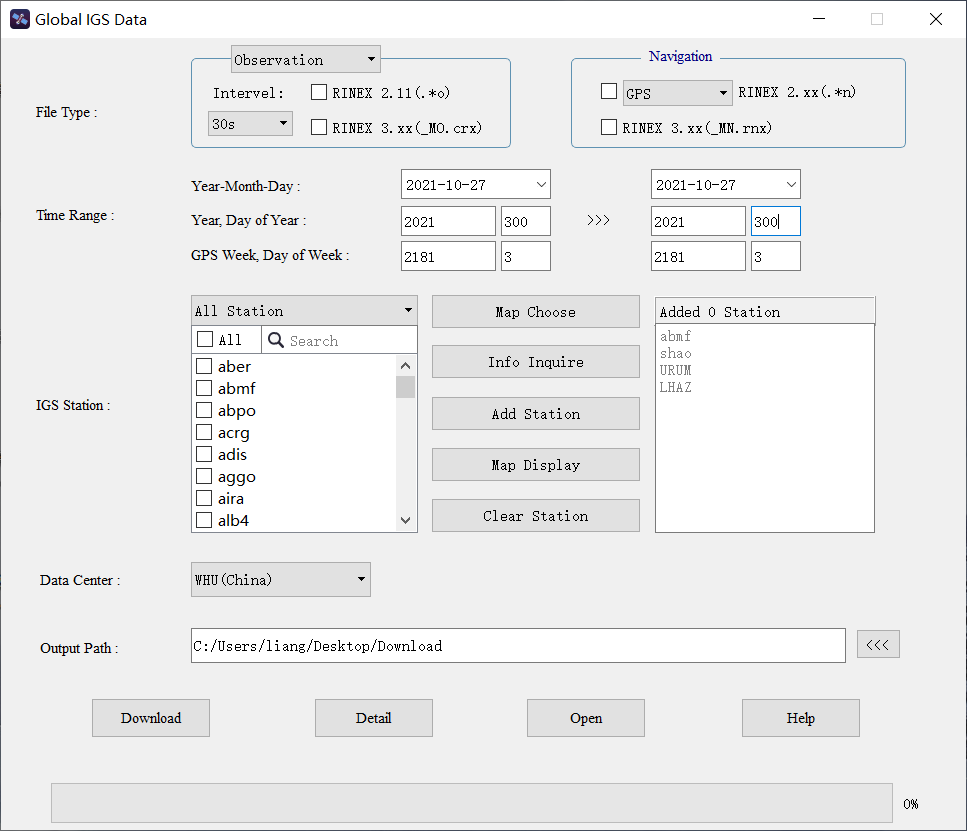 Global IGS Data
Observation
Navigation
File Type :
Intervel:
RINEX 2.11(.*o)
GPS
RINEX 2.xx(.*n)
30s
RINEX 3.xx(_MO.crx)
RINEX 3.xx(_MN.rnx)
Time Range :
Year-Month-Day :
2021-10-27
2021-10-27
Year, Day of Year :
2021
300
>>>
2021
300
GPS Week, Day of Week :
2181
3
2181
3
IGS Station :
All Station
All
Search
aber
abmf
abpo
acrg
adis
aggo
aira
alb4
Map Choose
Info Inquire
Add Station
Map Display
Clear Station
Added 0 Station
abmf
shao
URUM
LHAZ
Data Center :
WHU(China)
Output Path :
C:/Users/liang/Desktop/Download
<<<
Download
Detail
Open
Help
0%